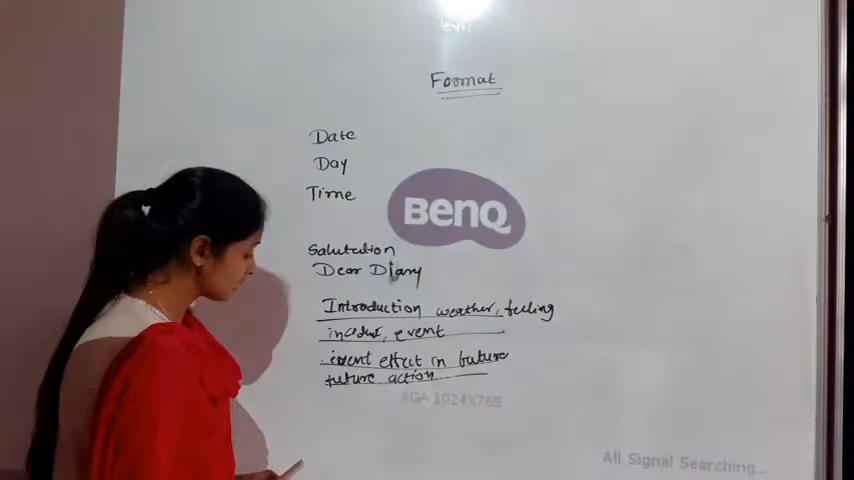 Format
Date
Day
Time
BenQ
Salutation
Dear Diary
Introduction weather, feeling
incident, event
event effect in future
future action
XGA 1024X768
All Signal Searching...